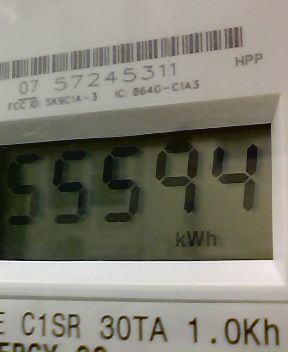 HPP
07 57245311
FCC ID: SK9C1A-3 IC: 864G-C1A3
55594
kWh
E C1SR 30TA 1.0Kh